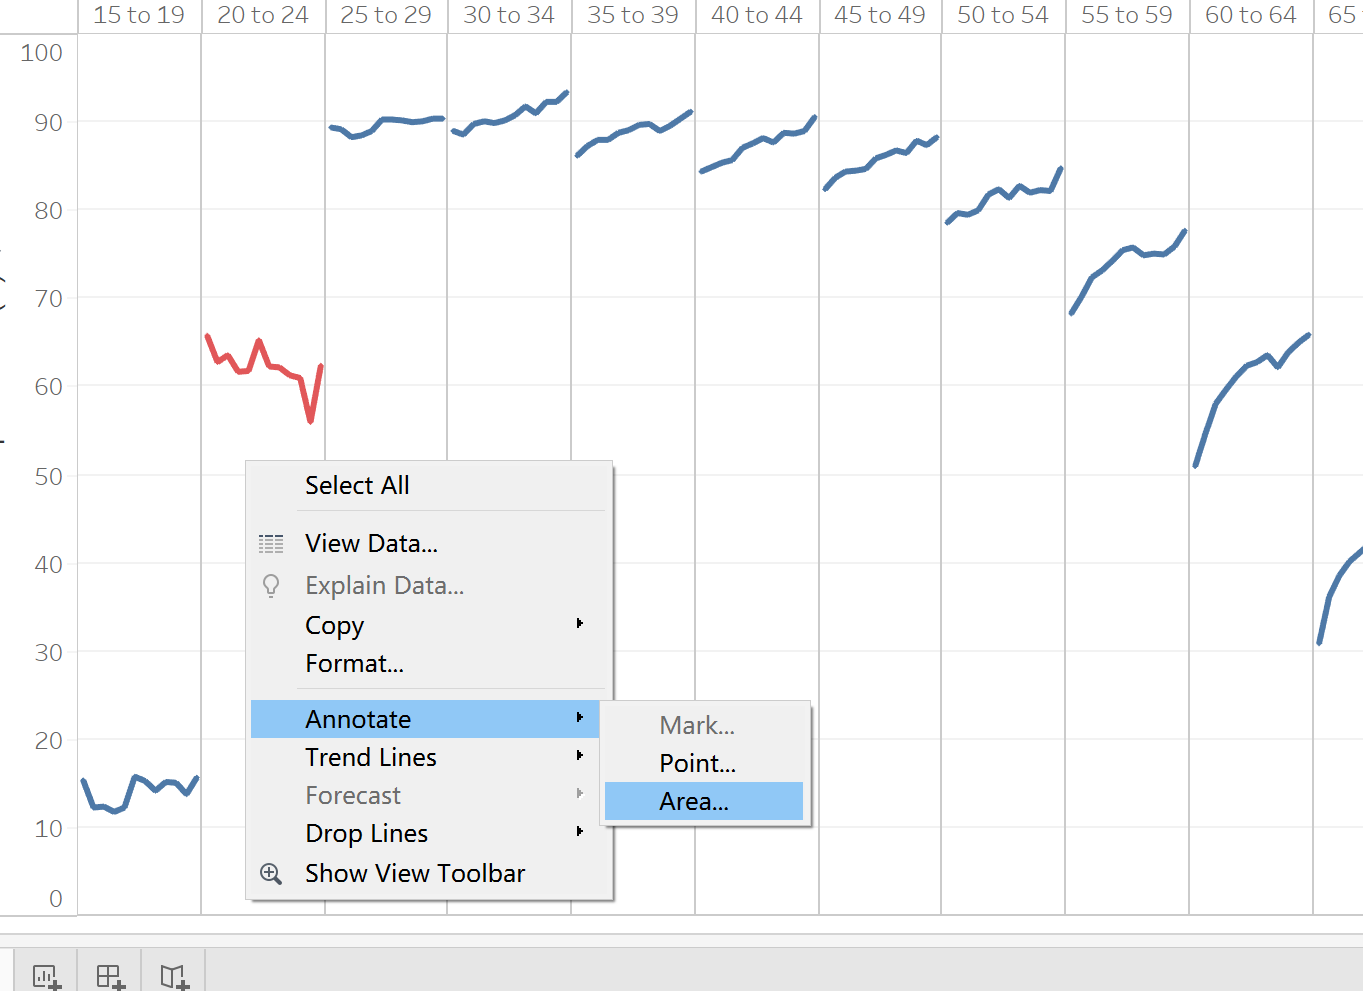 15 to 19 20 to 24 25 to 29 30 to 34 35 to 39 40 to 44 45 to 49 50 to 54 55 to 59 60 to 64 65
100
90
80
70
60
50
40
30
20
10
0
Select All
View Data...
Explain Data...
Copy
Format...
Annotate
Trend Lines
Forecast
Drop Lines
Show View Toolbar
Mark...
Point...
Area...